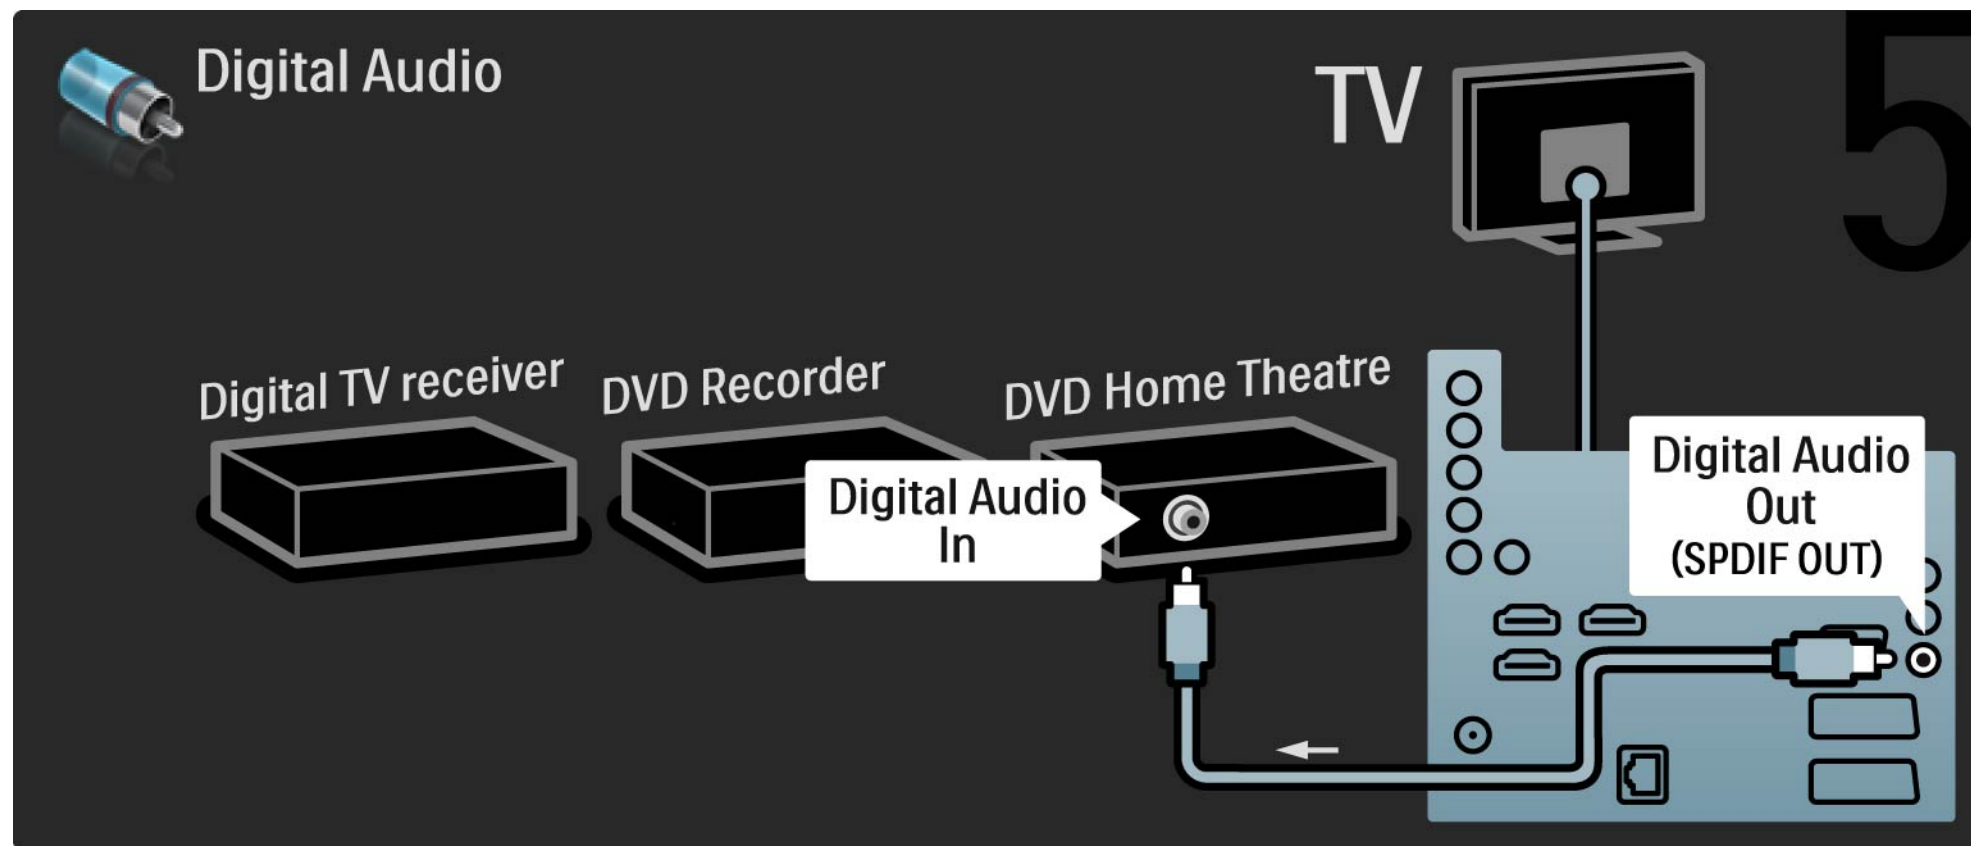 Digital Audio
TV
5
Digital TV receiver
DVD Recorder
DVD Home Theatre
Digital Audio
In
Digital Audio
Out
(SPDIF OUT)